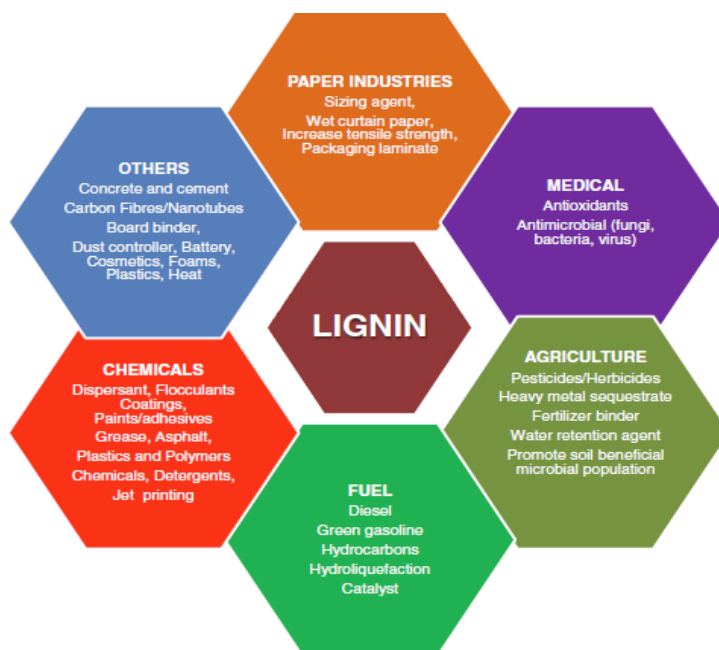 PAPER INDUSTRIES
Sizing agent,
Wet curtain paper,
Increase tensile strength,
Packaging laminate
OTHERS
Concrete and cement
Carbon Fibres/Nanotubes
Board binder,
Dust controller, Battery,
Cosmetics, Foams,
Plastics, Heat
MEDICAL
Antioxidants
Antimicrobial (fungi,
bacteria, virus)
LIGNIN
CHEMICALS
Dispersant, Flocculants
Coatings,
Paints/adhesives
Grease, Asphalt,
Plastics and Polymers
Chemicals, Detergents,
Jet printing
AGRICULTURE
Pesticides/Herbicides
Heavy metal sequestrate
Fertilizer binder
Water retention agent
Promote soil beneficial
microbial population
FUEL
Diesel
Green gasoline
Hydrocarbons
Hydroliquefaction
Catalyst